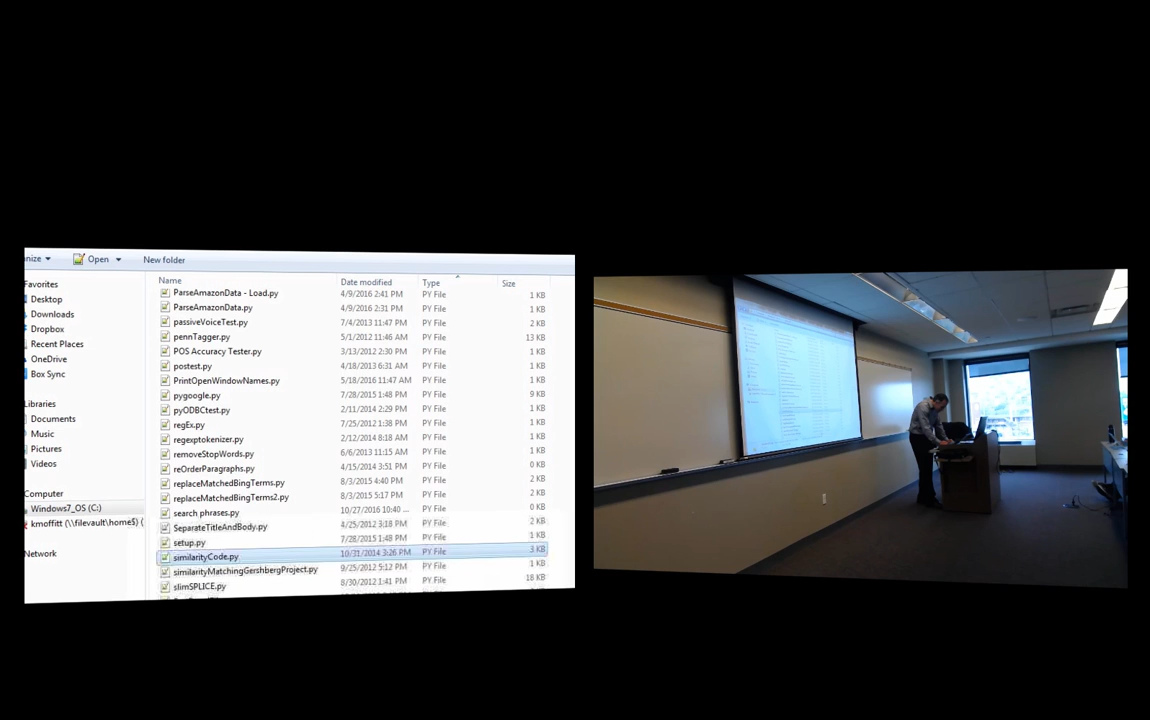 nize Open New folder
Name Date modified Type Size
ParseAmazonData - Load.py 4/9/2016 2:41 PM PY File 1 KB
ParseAmazonData.py 4/9/2016 2:31 PM PY File 1 KB
passiveVoiceTest.py 7/4/2013 11:47 PM PY File 2 KB
pennTagger.py 5/1/2012 11:46 AM PY File 13 KB
POS Accuracy Tester.py 3/13/2012 2:30 PM PY File 1 KB
postest.py 4/18/2013 6:31 PM PY File 1 KB
PrintOpenWindowNames.py 5/18/2016 11:47 AM PY File 1 KB
pygoogle.py 7/28/2015 1:48 PM PY File 9 KB
pyODBCtest.py 2/11/2014 2:29 PM PY File 1 KB
regEx.py 7/25/2012 1:38 PM PY File 1 KB
regexptokenizer.py 2/12/2014 8:18 AM PY File 1 KB
removeStopWords.py 6/6/2013 11:15 AM PY File 1 KB
reOrderParagraphs.py 4/15/2014 3:51 PM PY File 0 KB
replaceMatchedBingTerms.py 8/3/2015 4:40 PM PY File 2 KB
replaceMatchedBingTerms2.py 8/3/2015 5:17 PM PY File 2 KB
search phrases.py 10/27/2016 10:40 ... PY File 0 KB
SeparateTitleAndBody.py 4/25/2012 3:18 PM PY File 2 KB
setup.py 7/28/2015 1:48 PM PY File 1 KB
similarityCode.py 10/31/2014 3:26 PM PY File 3 KB
similarityMatchingGershbergProject.py 9/25/2012 5:12 PM PY File 1 KB
slimSPLICE.py 8/30/2012 1:41 PM PY File 18 KB
avorites
Desktop
Downloads
Dropbox
Recent Places
OneDrive
Box Sync
ibraries
Documents
Music
Pictures
Videos
Computer
Windows7_OS (C:)
kmoffitt (\\filevault\home$) (
Network